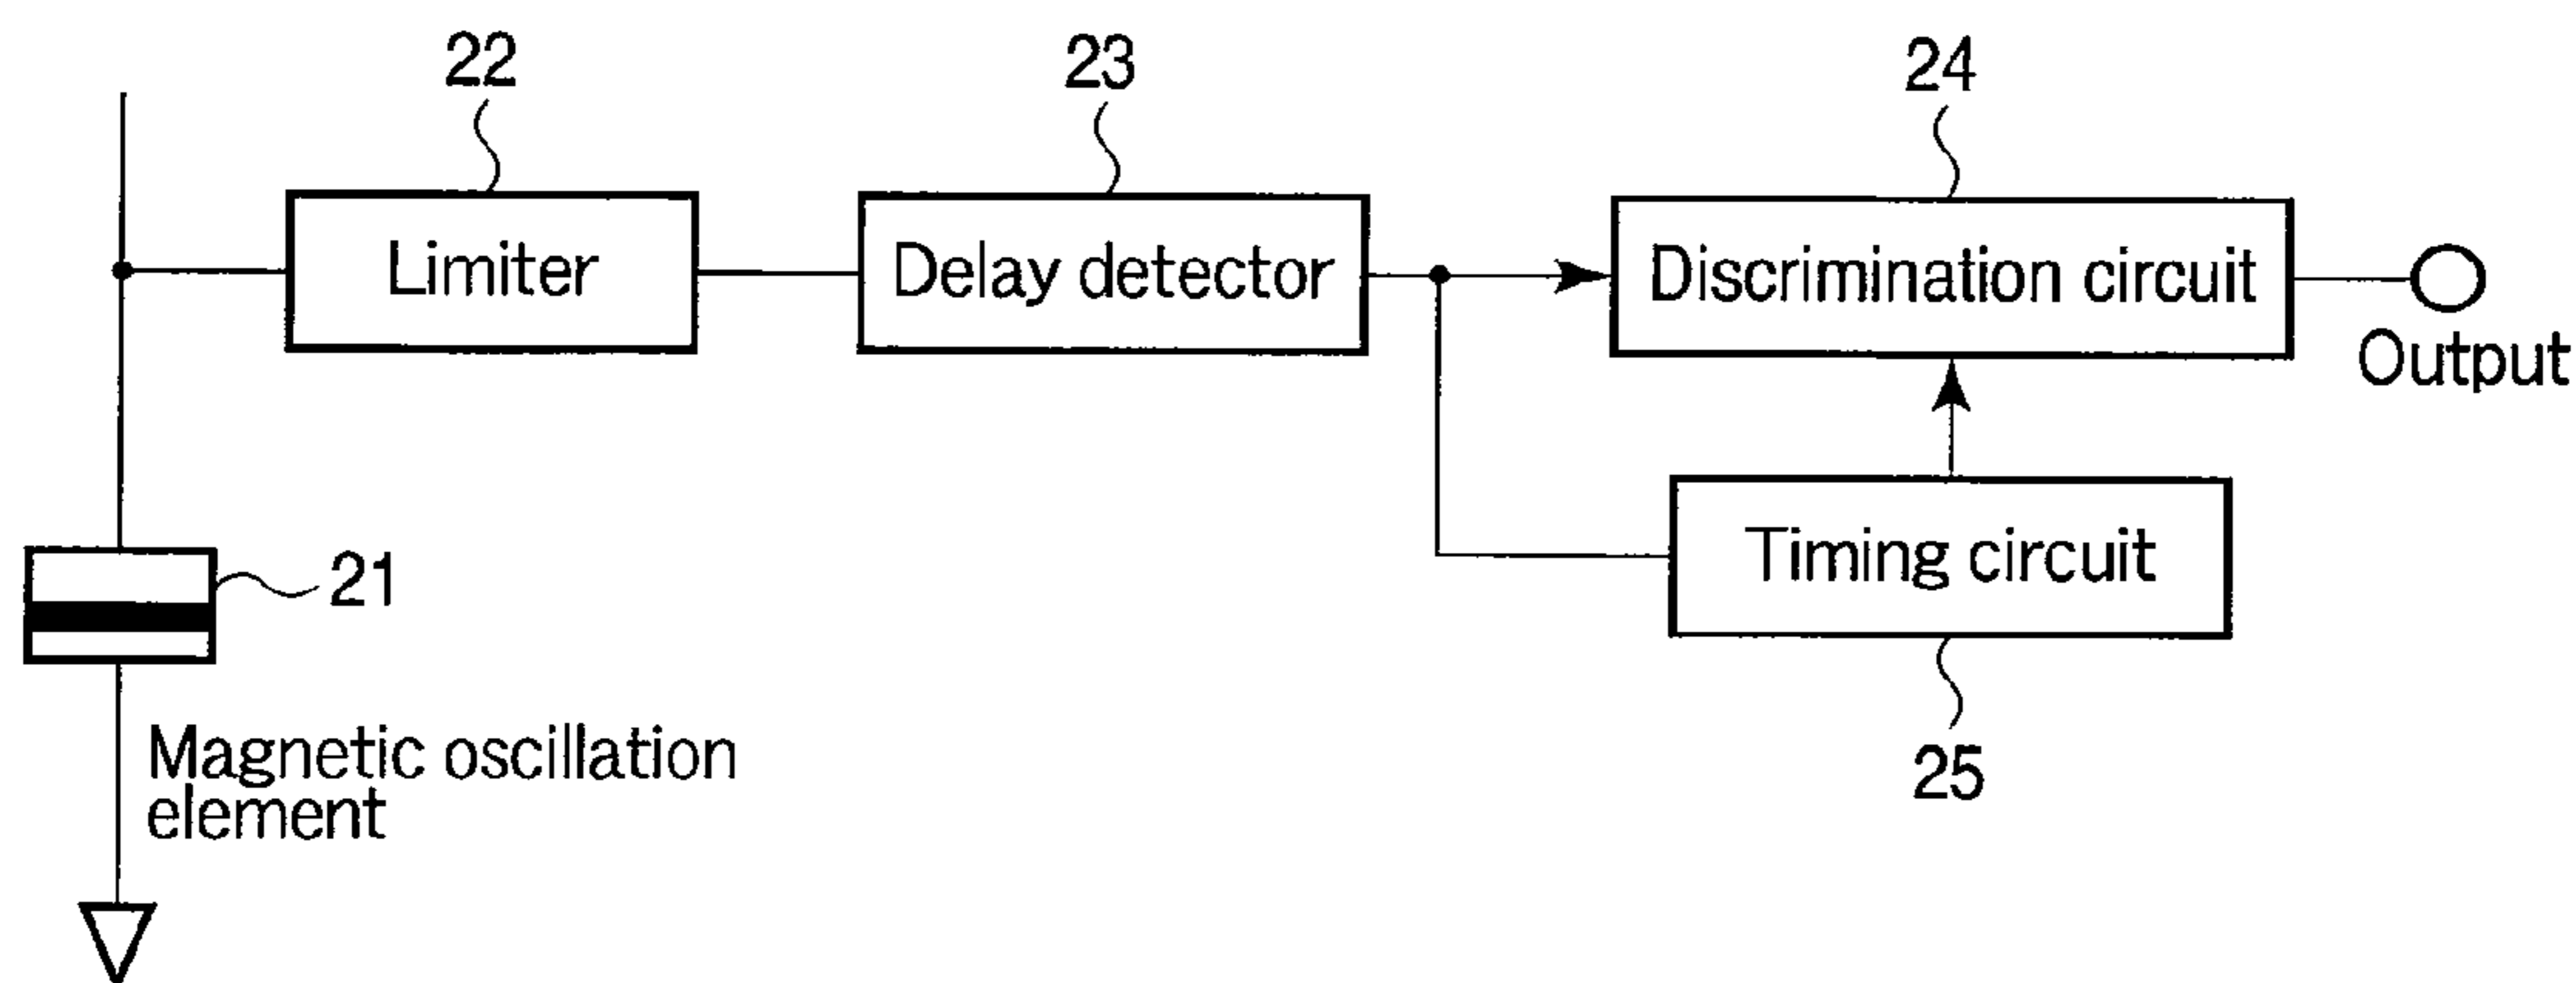 22
23
24
Limiter
Delay detector
Discrimination circuit
Output
21
Timing circuit
Magnetic oscillation
element
25